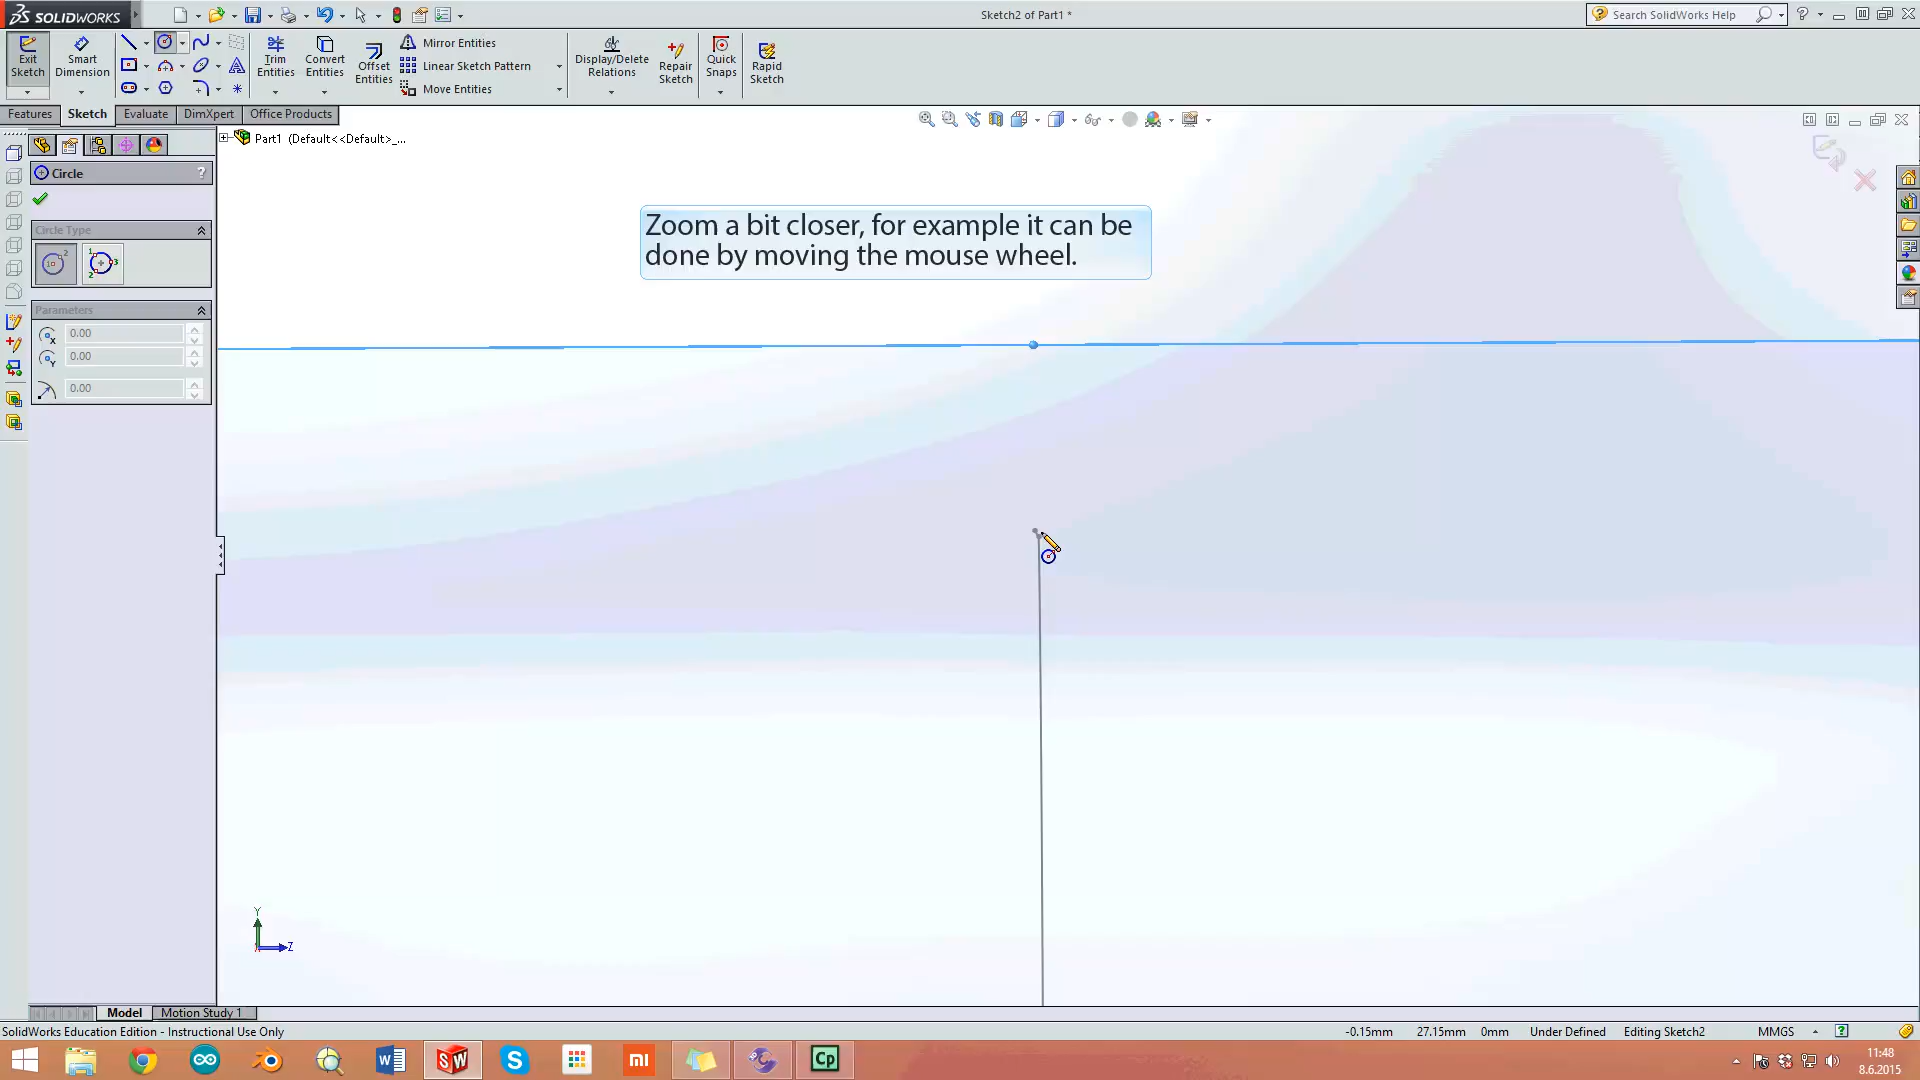 SOLIDWORKS
Sketch2 of Part1 *
Search SolidWorks Help
Exit Sketch
Smart Dimension
Trim Entities
Convert Entities
Offset Entities
Mirror Entities
Linear Sketch Pattern
Move Entities
Display/Delete Relations
Repair Sketch
Quick Snaps
Rapid Sketch
Features
Sketch
Evaluate
DimXpert
Office Products
Part1 (Default<<Default>_...
Circle
?
Circle Type
Parameters
0.00
0.00
0.00
Zoom a bit closer, for example it can be
done by moving the mouse wheel.
Y
Z
Model
Motion Study 1
SolidWorks Education Edition - Instructional Use Only
-0.15mm
27.15mm
0mm
Under Defined
Editing Sketch2
MMGS
11:48
8.6.2015